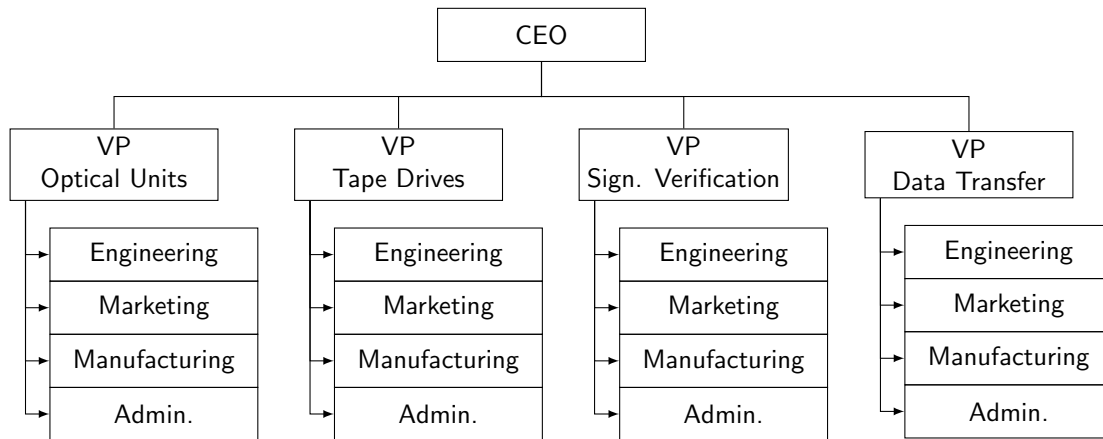 CEO
VP
Optical Units
VP
Tape Drives
VP
Sign. Verification
VP
Data Transfer
Engineering
Marketing
Manufacturing
Admin.
Engineering
Marketing
Manufacturing
Admin.
Engineering
Marketing
Manufacturing
Admin.
Engineering
Marketing
Manufacturing
Admin.